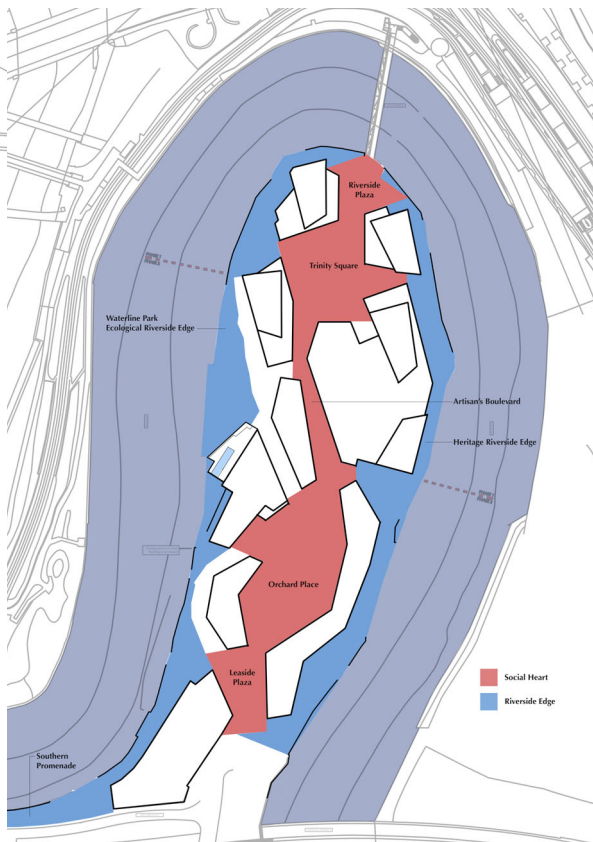 Riverside
Plaza
Trinity Square
Waterline Park
Ecological Riverside Edge
Artisan's Boulevard
Heritage Riverside Edge
Orchard Place
Leaside
Plaza
Social Heart
Riverside Edge
Southern
Promenade